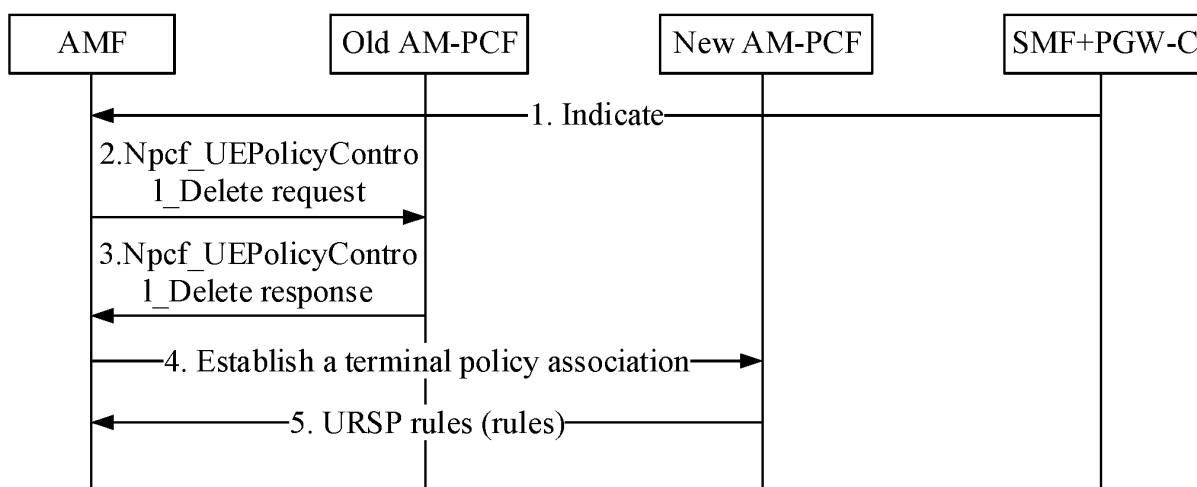 AMF
Old AM-PCF
New AM-PCF
SMF+PGW-C
1. Indicate
2.Npcf_UEPolicyContro
l_Delete request
3.Npcf_UEPolicyContro
l_Delete response
4. Establish a terminal policy association
5. URSP rules (rules)